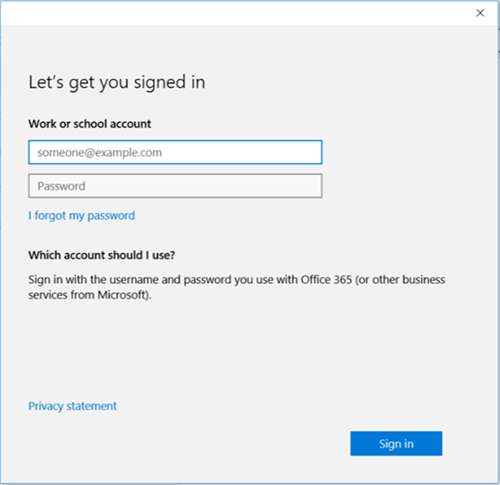 Let's get you signed in
Work or school account
someone@example.com
Password
I forgot my password
Which account should I use?
Sign in with the username and password you use with Office 365 (or other business
services from Microsoft).
Privacy statement
Sign in